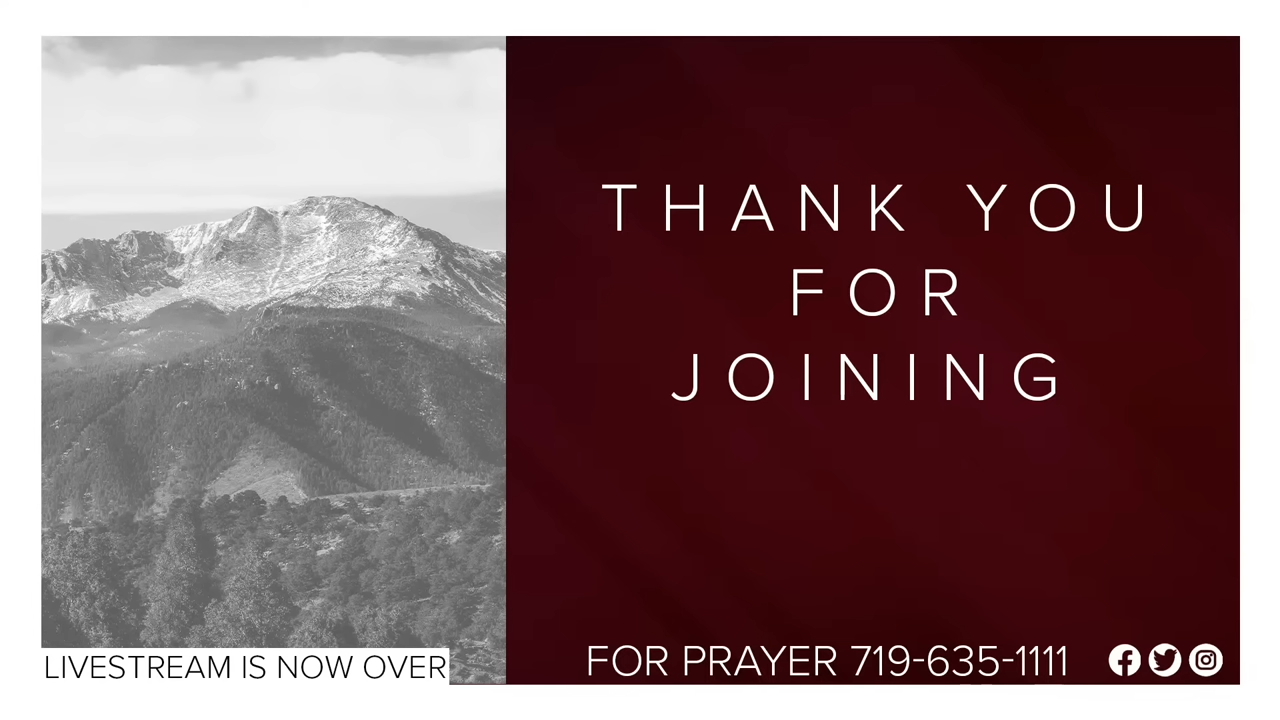 THANK YOU
FOR
JOINING
LIVESTREAM IS NOW OVER
FOR PRAYER 719-635-1111